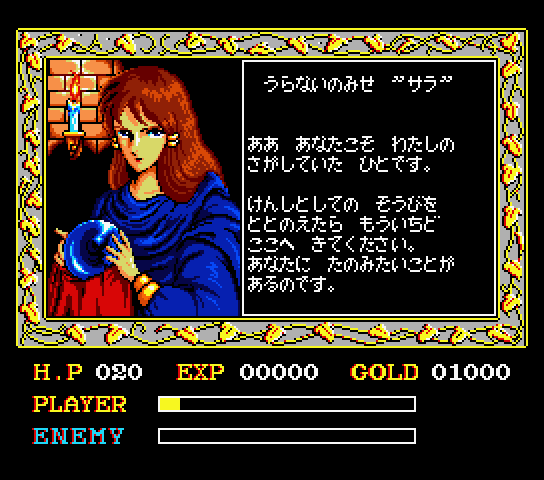 うらないのみせ ”サラ”
ああ あなたこそ わたしの
さがしていた ひとです。
けんしとしての そうびを
ととのえたら もういちど
ここへ きてください。
あなたに たのみたいことが
あるのです。
H.P 020 EXP 00000 GOLD 01000
PLAYER
ENEMY